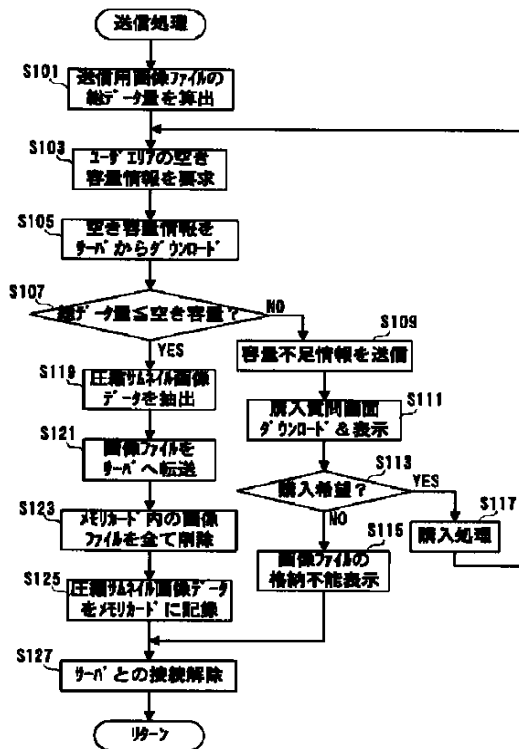 送信処理
S101
送信用画像ファイルの
総データ量を算出
S103
ユーザエリアの空き
容量情報を要求
S105
空き容量情報を
サーバからダウンロード
S107
総データ量≦空き容量?
NO
YES
S109
容量不足情報を送信
S119
圧縮サムネイル画像
データを抽出
S111
購入質問画面
ダウンロード&表示
S121
画像ファイルを
サーバへ転送
S113
購入希望?
YES
NO
S117
購入処理
S123
メモリカード内の画像
ファイルを全て削除
S115
画像ファイルの
格納不能表示
S125
圧縮サムネイル画像データ
をメモリカードに記録
S127
サーバとの接続解除
リターン